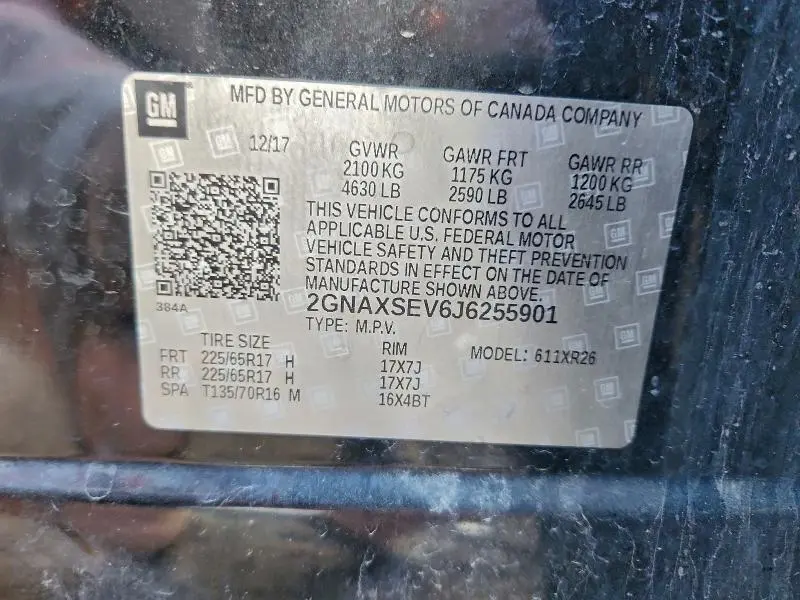 GM
MFD BY GENERAL MOTORS OF CANADA COMPANY
12/17 GVWR GAWR FRT GAWR RR
2100 KG 1175 KG 1200 KG
4630 LB 2590 LB 2645 LB
THIS VEHICLE CONFORMS TO ALL
APPLICABLE U.S. FEDERAL MOTOR
VEHICLE SAFETY AND THEFT PREVENTION
STANDARDS IN EFFECT ON THE DATE OF
MANUFACTURE SHOWN ABOVE.
384A
2GNAXSEV6J6255901
TYPE: M.P.V.
TIRE SIZE RIM MODEL: 611XR26
FRT 225/65R17 H 17X7J
RR 225/65R17 H 17X7J
SPA T135/70R16 M 16X4BT